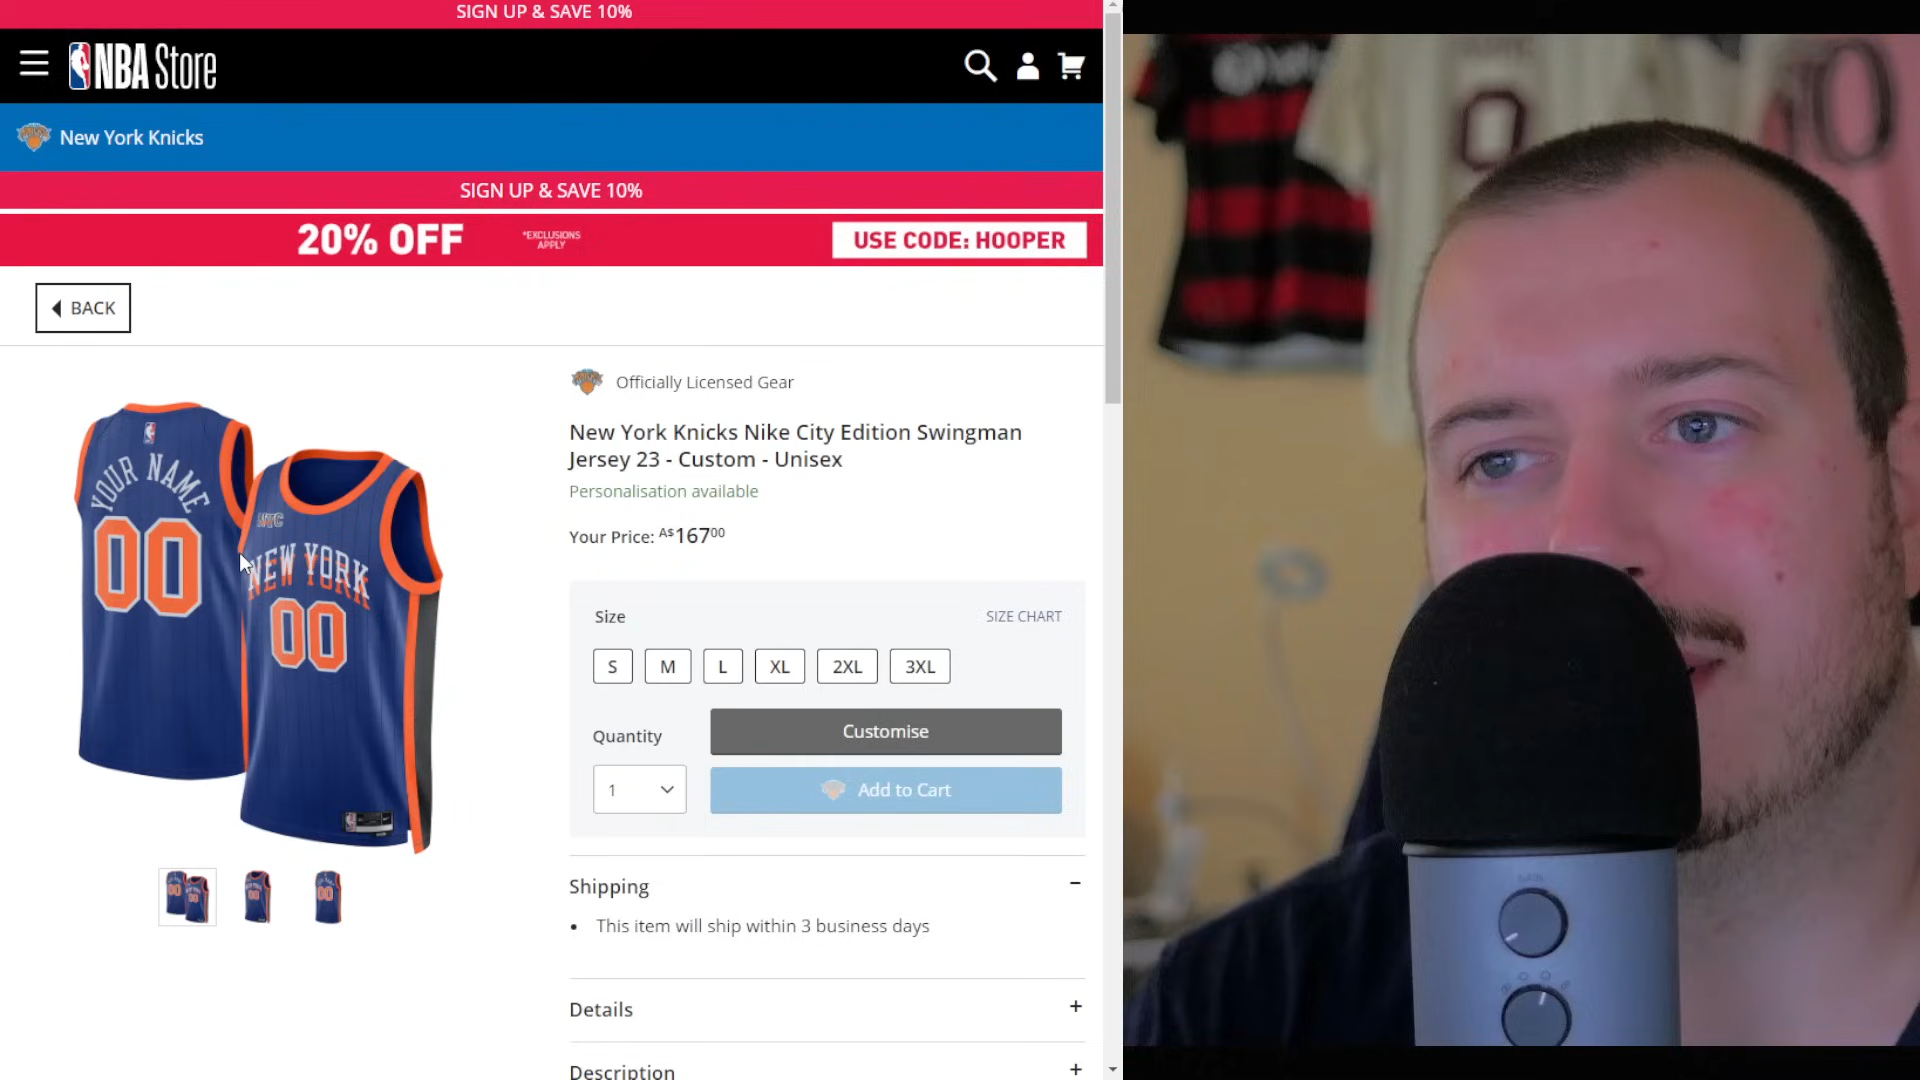 SIGN UP & SAVE 10%
NBA Store
New York Knicks
SIGN UP & SAVE 10%
20% OFF
*EXCLUSIONS
APPLY
USE CODE: HOOPER
BACK
Officially Licensed Gear
New York Knicks Nike City Edition Swingman
Jersey 23 - Custom - Unisex
Personalisation available
Your Price: A$16700
YOUR NAME
00
NYC
NEW YORK
00
Size
SIZE CHART
S
M
L
XL
2XL
3XL
Quantity
Customise
1
Add to Cart
Shipping
This item will ship within 3 business days
Details
Description